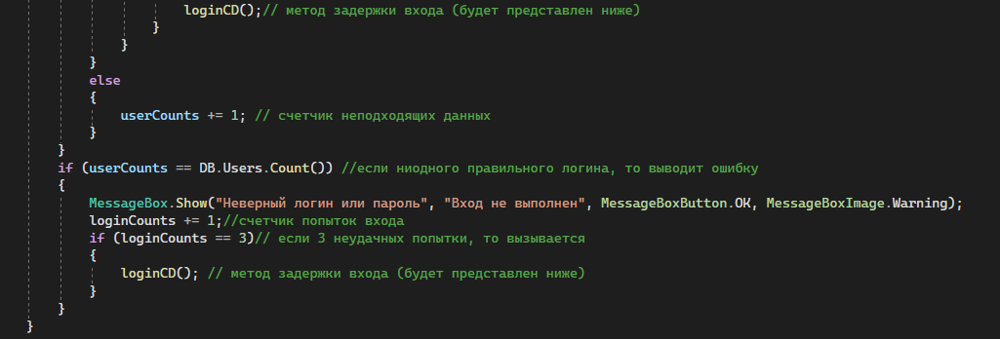 loginCD();// метод задержки входа (будет представлен ниже)
}
}
}
else
{
userCounts += 1; // счетчик неподходящих данных
}
}
if (userCounts == DB.Users.Count()) //если ниодного правильного логина, то выводит ошибку
{
MessageBox.Show("Неверный логин или пароль", "Вход не выполнен", MessageBoxButton.OK, MessageBoxImage.Warning);
loginCounts += 1;//счетчик попыток входа
if (loginCounts == 3)// если 3 неудачных попытки, то вызывается
{
loginCD(); // метод задержки входа (будет представлен ниже)
}
}
}